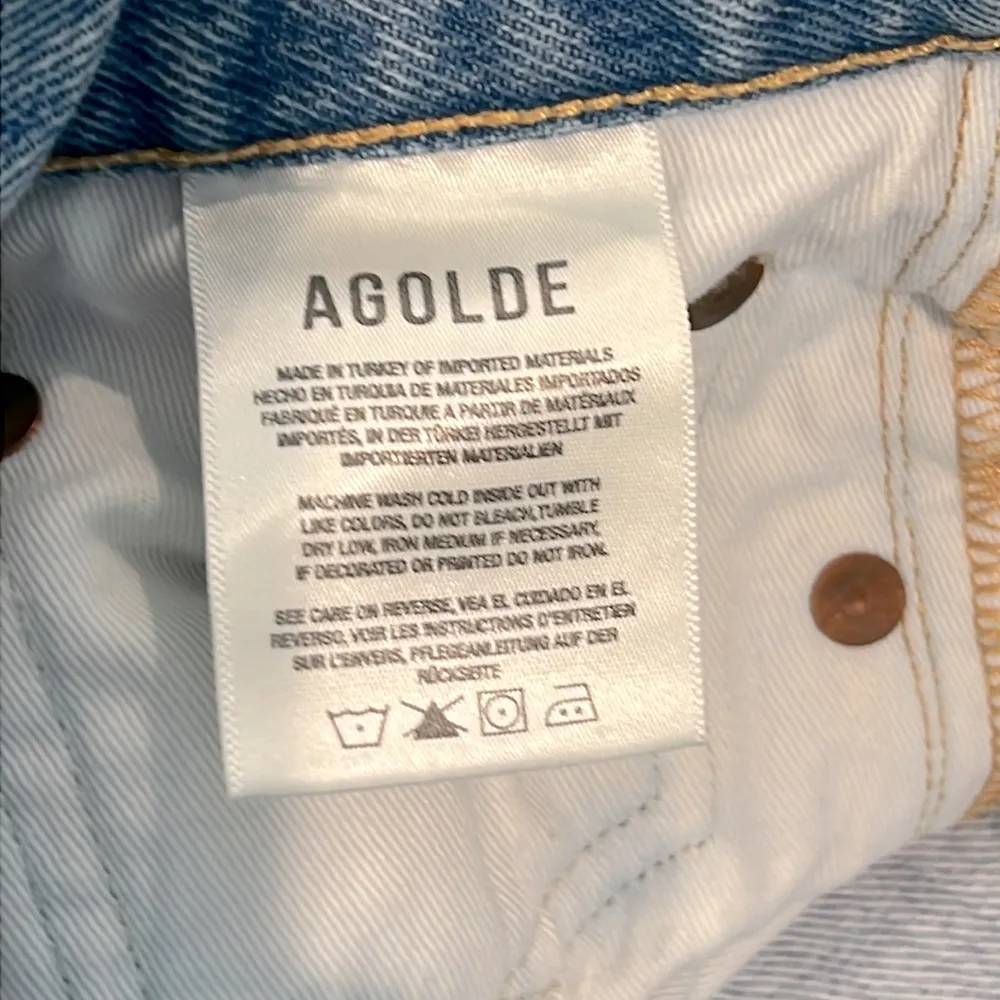 AGOLDE
MADE IN TURKEY OF IMPORTED MATERIALS
HECHO EN TURQUIA DE MATERIALES IMPORTADOS
FABRIQUÉ EN TURQUIE A PARTIR DE MATÉRIAUX
IMPORTÉS, IN DER TÜRKEI HERGESTELLT MIT
IMPORTIERTEN MATERIALIEN
MACHINE WASH COLD INSIDE OUT WITH
LIKE COLORS, DO NOT BLEACH, TUMBLE
DRY LOW, IRON MEDIUM IF NECESSARY,
IF DECORATED OR PRINTED DO NOT IRON.
SEE CARE ON REVERSE, VEA EL CUIDADO EN EL
REVERSO, VOIR LES INSTRUCTIONS D'ENTRETIEN
SUR L'ENVERS, PFLEGEANLEITUNG AUF DER
RÜCKSEITE